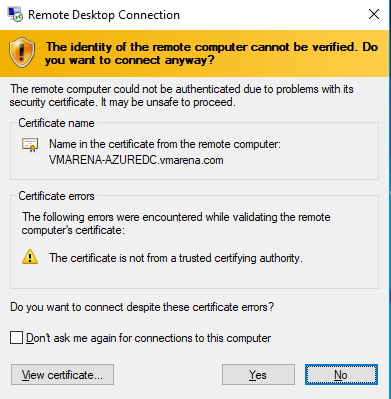 Remote Desktop Connection
The identity of the remote computer cannot be verified. Do
you want to connect anyway?
The remote computer could not be authenticated due to problems with its
security certificate. It may be unsafe to proceed.
Certificate name
Name in the certificate from the remote computer:
VMARENA-AZUREDC.vmarena.com
Certificate errors
The following errors were encountered while validating the remote
computer's certificate:
The certificate is not from a trusted certifying authority.
Do you want to connect despite these certificate errors?
Don't ask me again for connections to this computer
View certificate...
Yes
No